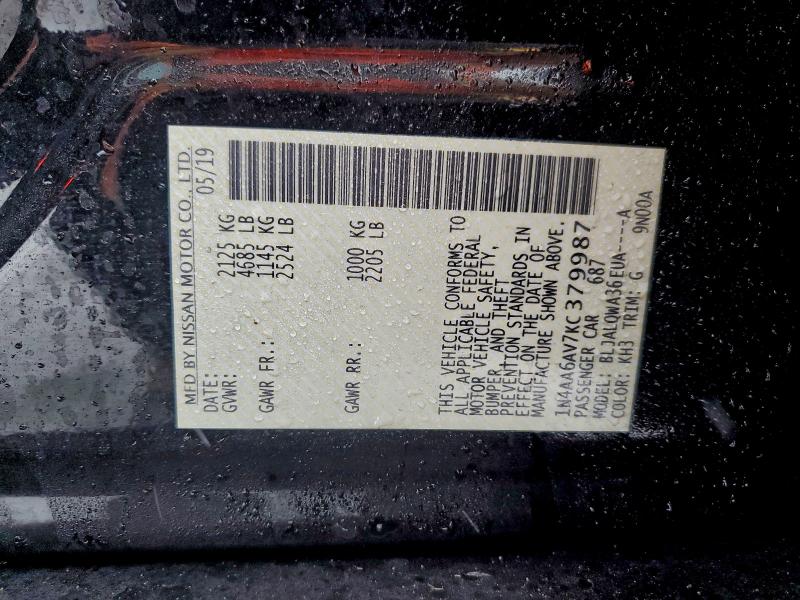 MFD BY NISSAN MOTOR CO., LTD.
DATE: 05/19
GVWR: 2125 KG
4685 LB
GAWR FR.: 1145 KG
2524 LB
GAWR RR.: 1000 KG
2205 LB
THIS VEHICLE CONFORMS TO
ALL APPLICABLE FEDERAL
MOTOR VEHICLE SAFETY,
BUMPER, AND THEFT
PREVENTION STANDARDS IN
EFFECT ON THE DATE OF
MANUFACTURE SHOWN ABOVE.
1N4AA6AV7KC379987
PASSENGER CAR 687
MODEL: BLJALQWA36EUA----A
COLOR: KH3 TRIM: G 9N00A